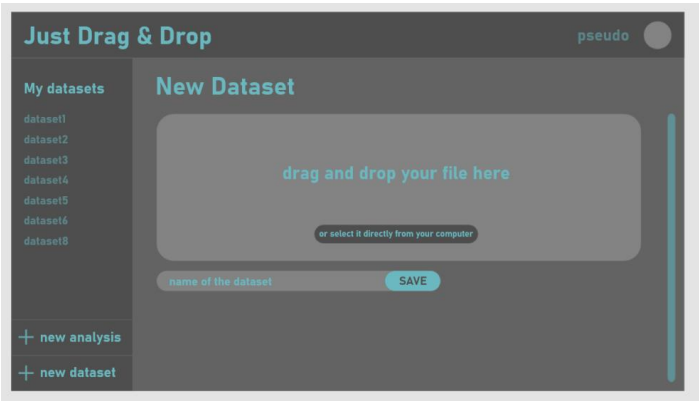 Just Drag & Drop
pseudo
My datasets
dataset1
dataset2
dataset3
dataset4
dataset5
dataset6
dataset8
+ new analysis
+ new dataset
New Dataset
drag and drop your file here
or select it directly from your computer
name of the dataset
SAVE